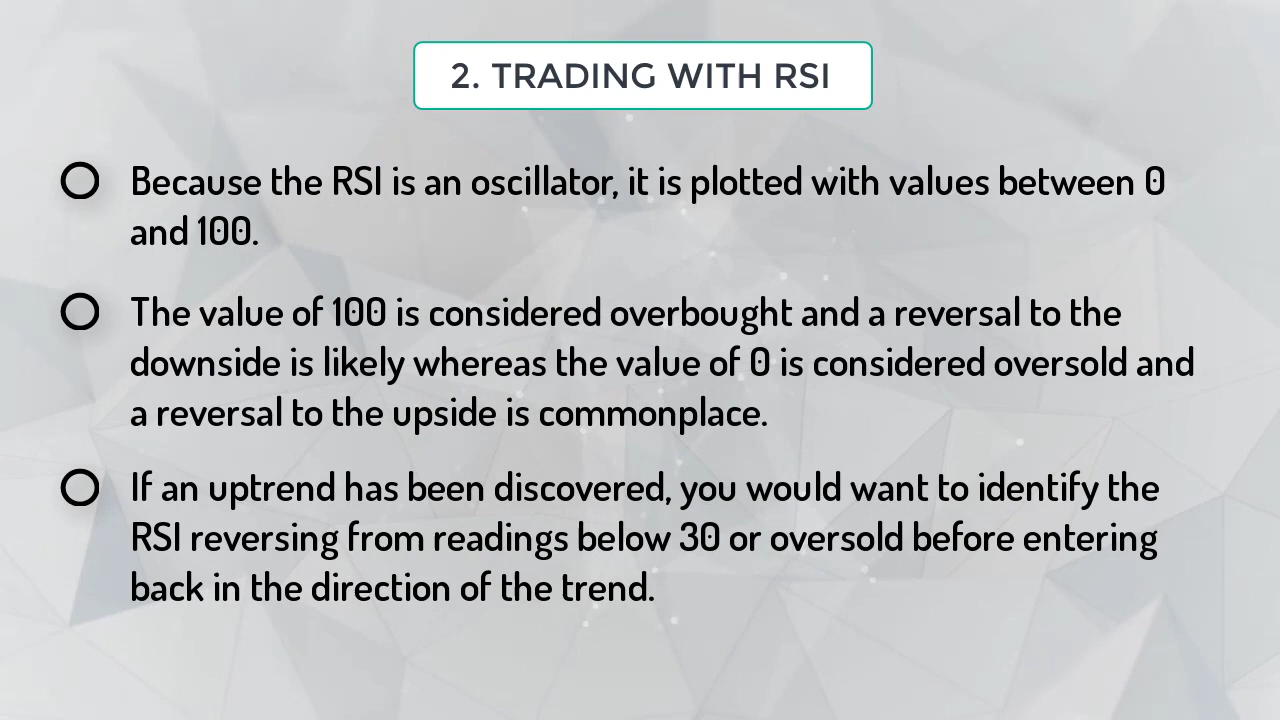 2. TRADING WITH RSI
Because the RSI is an oscillator, it is plotted with values between 0
and 100.
The value of 100 is considered overbought and a reversal to the
downside is likely whereas the value of 0 is considered oversold and
a reversal to the upside is commonplace.
If an uptrend has been discovered, you would want to identify the
RSI reversing from readings below 30 or oversold before entering
back in the direction of the trend.